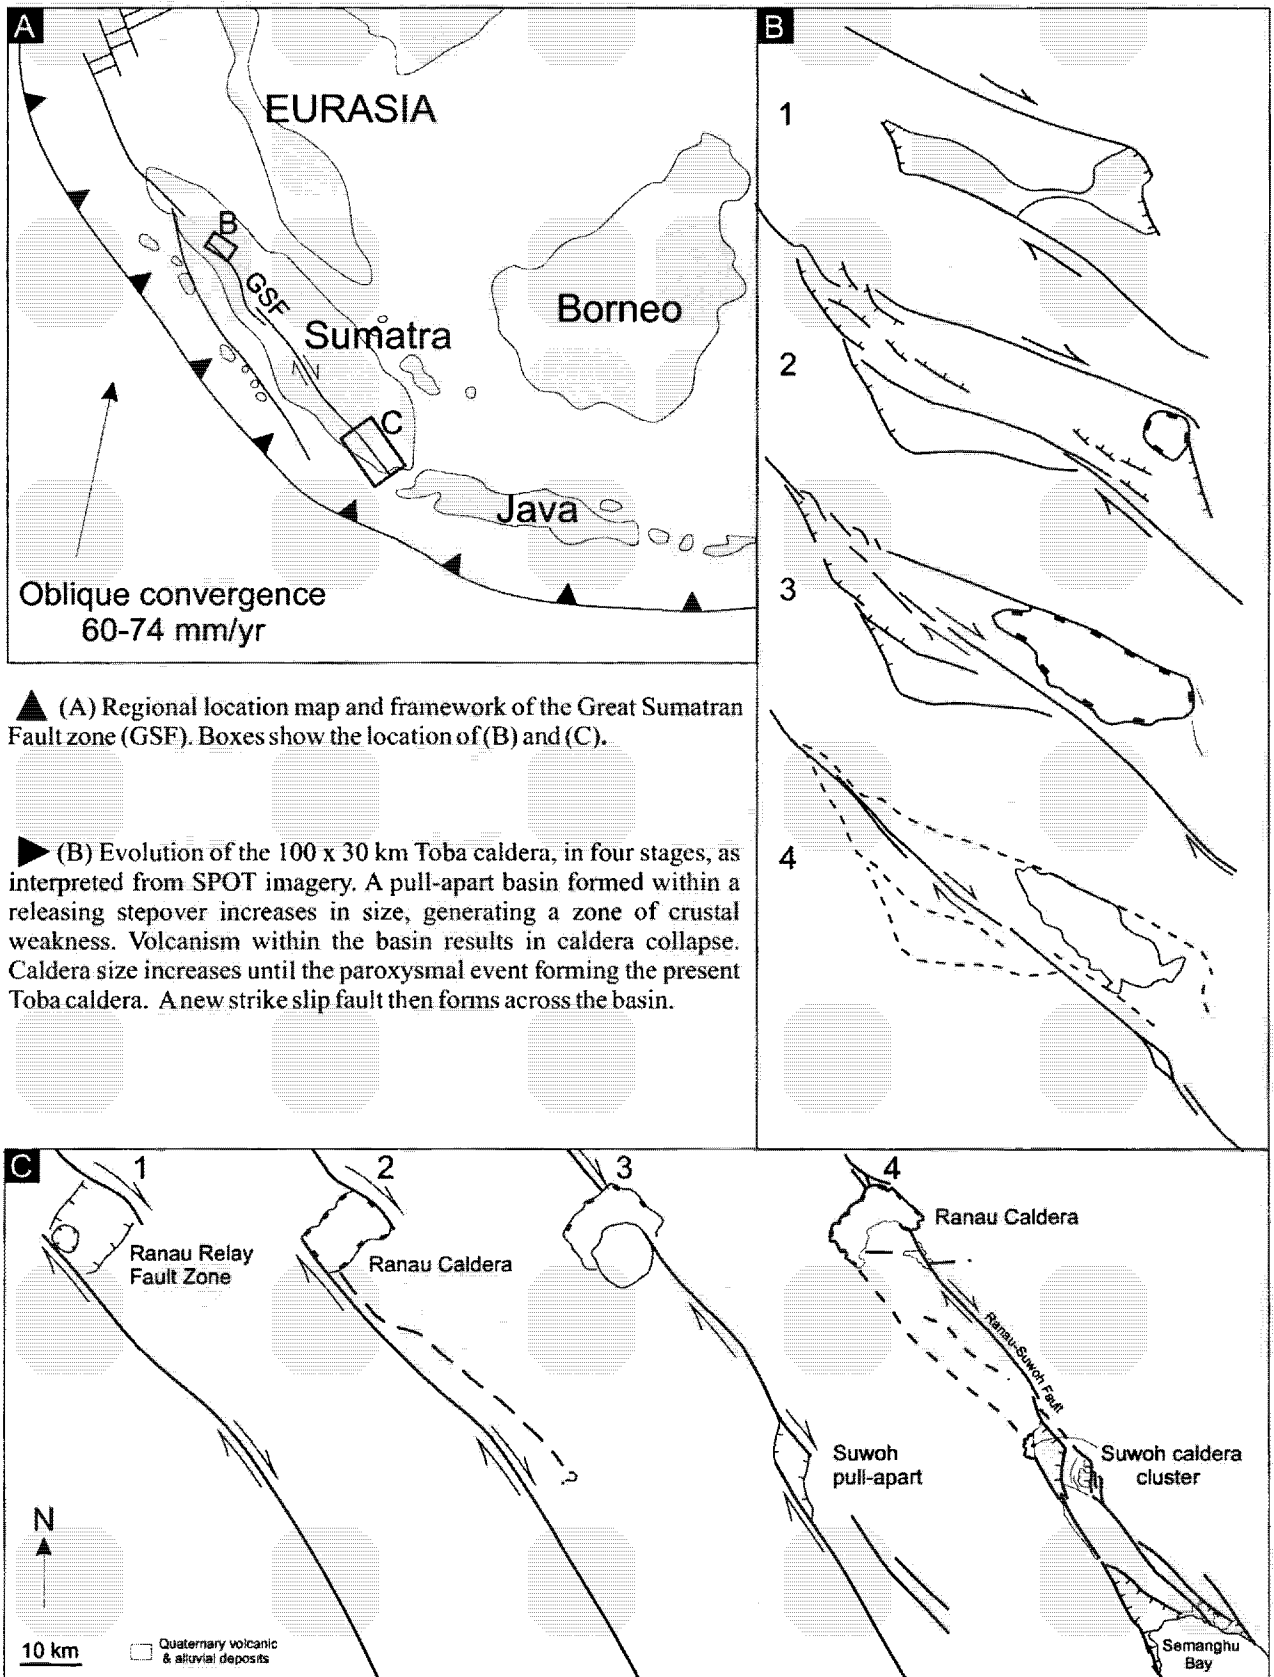 A
EURASIA
B
GSF
Sumatra
Borneo
C
Java
Oblique convergence
60-74 mm/yr
B
1
2
3
4
▲ (A) Regional location map and framework of the Great Sumatran
Fault zone (GSF). Boxes show the location of (B) and (C).
▶ (B) Evolution of the 100 x 30 km Toba caldera, in four stages, as
interpreted from SPOT imagery. A pull-apart basin formed within a
releasing stepover increases in size, generating a zone of crustal
weakness. Volcanism within the basin results in caldera collapse.
Caldera size increases until the paroxysmal event forming the present
Toba caldera. A new strike slip fault then forms across the basin.
C
1
Ranau Relay
Fault Zone
2
Ranau Caldera
?
3
Suwoh
pull-apart
4
Ranau Caldera
Ranau-Suwoh Fault
Suwoh caldera
cluster
Semanghu
Bay
N
10 km
Quaternary volcanic
& alluvial deposits